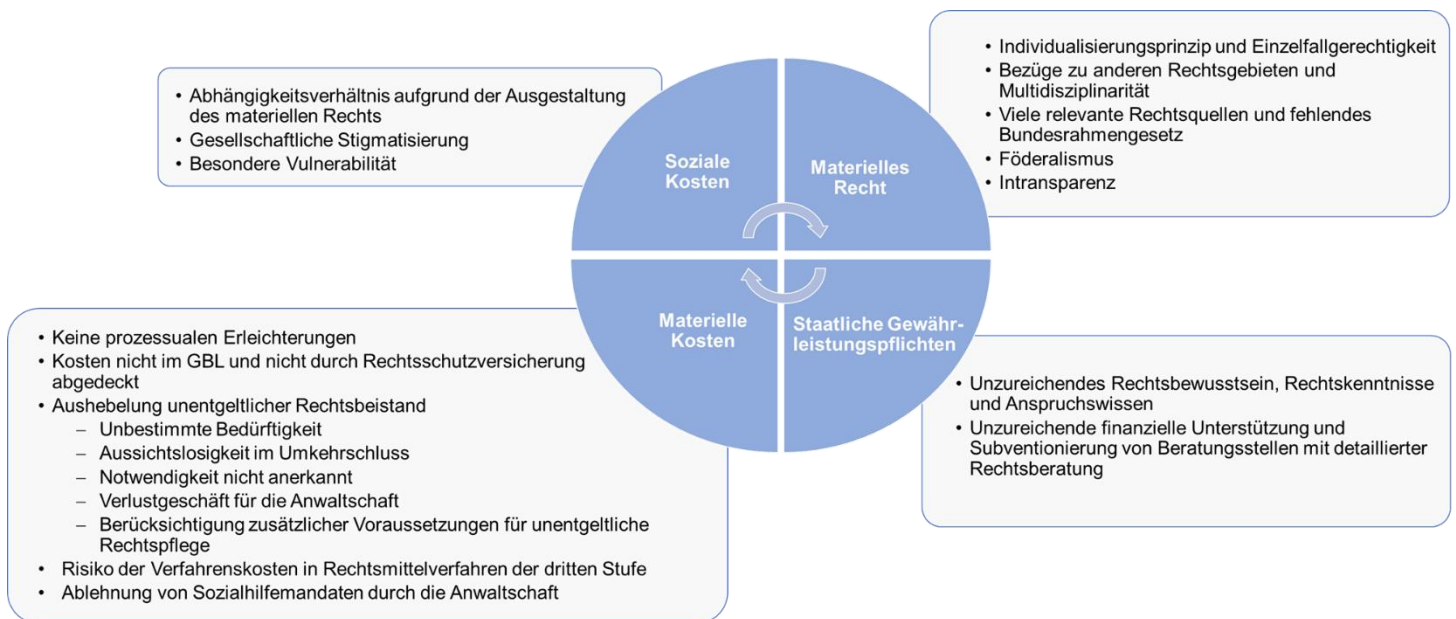 • Abhängigkeitsverhältnis aufgrund der Ausgestaltung
des materiellen Rechts
• Gesellschaftliche Stigmatisierung
• Besondere Vulnerabilität
Soziale
Kosten
Materielles
Recht
• Individualisierungsprinzip und Einzelfallgerechtigkeit
• Bezüge zu anderen Rechtsgebieten und
Multidisziplinarität
• Viele relevante Rechtsquellen und fehlendes
Bundesrahmengesetz
• Föderalismus
• Intransparenz
• Keine prozessualen Erleichterungen
• Kosten nicht im GBL und nicht durch Rechtsschutzversicherung
abgedeckt
• Aushebelung unentgeltlicher Rechtsbeistand
– Unbestimmte Bedürftigkeit
– Aussichtslosigkeit im Umkehrschluss
– Notwendigkeit nicht anerkannt
– Verlustgeschäft für die Anwaltschaft
– Berücksichtigung zusätzlicher Voraussetzungen für unentgeltliche
Rechtspflege
• Risiko der Verfahrenskosten in Rechtsmittelverfahren der dritten Stufe
• Ablehnung von Sozialhilfemandaten durch die Anwaltschaft
Materielle
Kosten
Staatliche Gewähr-
leistungspflichten
• Unzureichendes Rechtsbewusstsein, Rechtskenntnisse
und Anspruchswissen
• Unzureichende finanzielle Unterstützung und
Subventionierung von Beratungsstellen mit detaillierter
Rechtsberatung